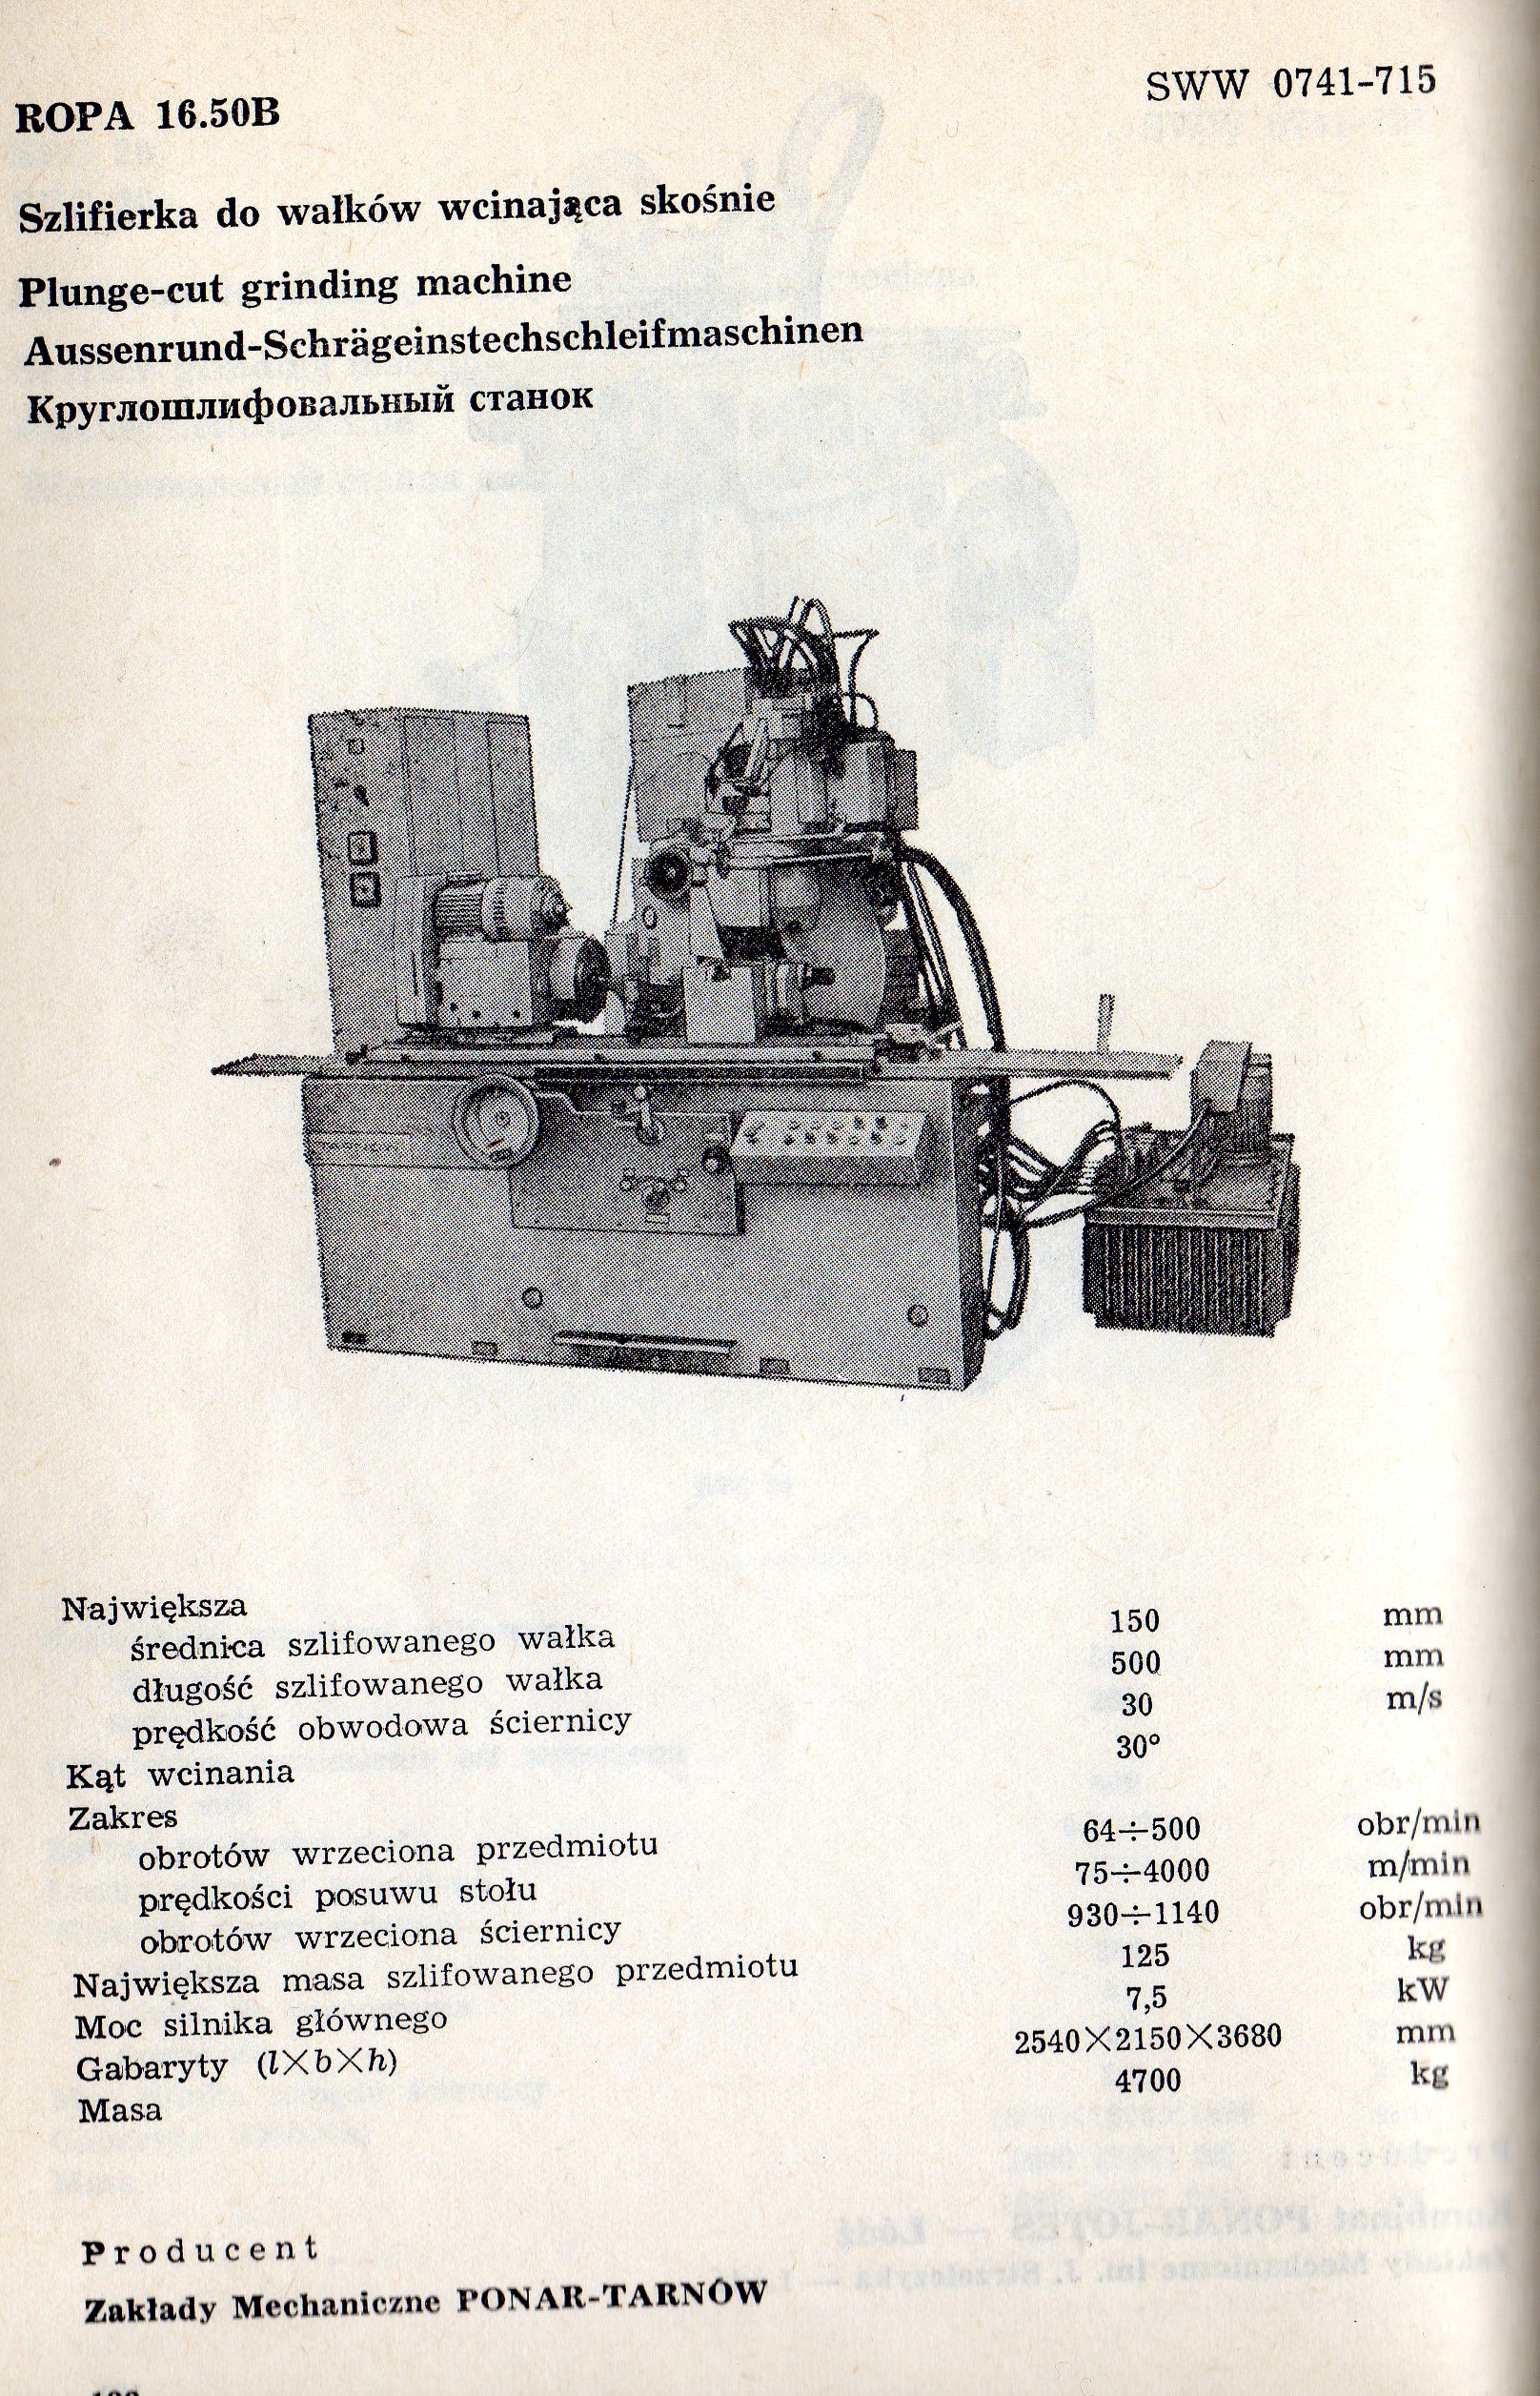 SWW 0741-715
ROPA 16.50B
Szlifierka do wałków wcinająca skośnie
Plunge-cut grinding machine
Aussenrund-Schrägeinstechschleifmaschinen
Круглошлифовальный станок
Największa
średnica szlifowanego wałka 150 mm
długość szlifowanego wałka 500 mm
prędkość obwodowa ściernicy 30 m/s
Kąt wcinania 30°
Zakres
obrotów wrzeciona przedmiotu 64÷500 obr/min
prędkości posuwu stołu 75÷4000 m/min
obrotów wrzeciona ściernicy 930÷1140 obr/min
Największa masa szlifowanego przedmiotu 125 kg
Moc silnika głównego 7,5 kW
Gabaryty (l×b×h) 2540×2150×3680 mm
Masa 4700 kg
Producent
Zakłady Mechaniczne PONAR-TARNÓW